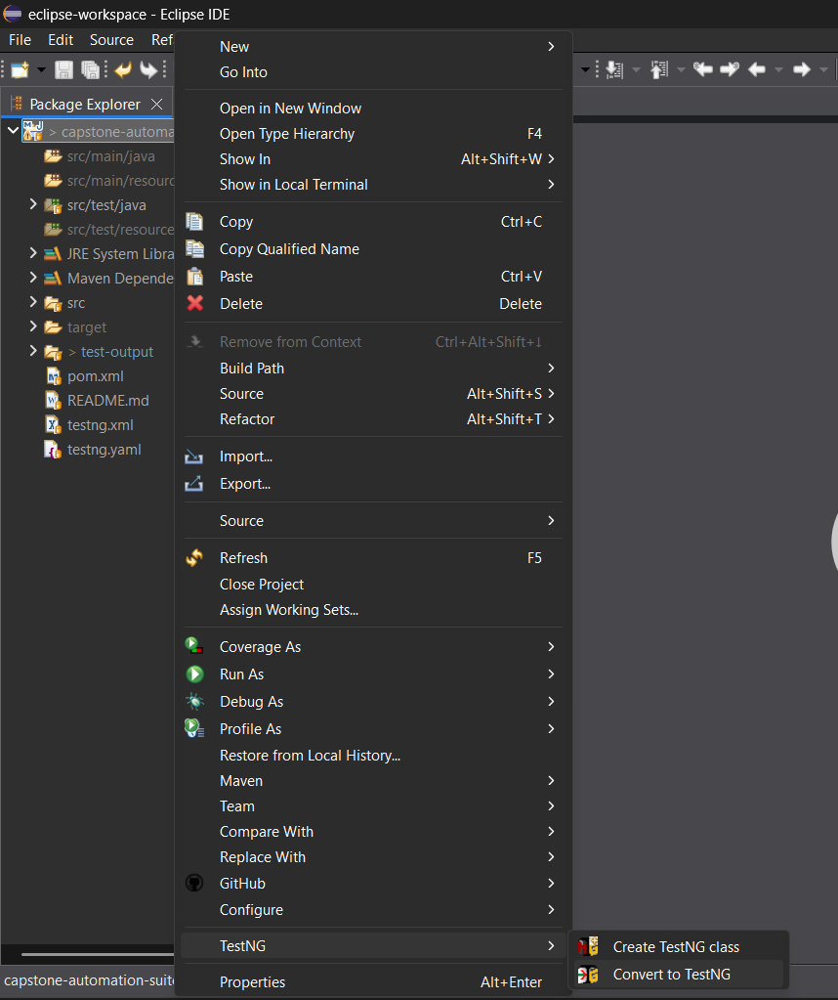 eclipse-workspace - Eclipse IDE
File Edit Source Ref
Package Explorer
> capstone-automa
src/main/java
src/main/resourc
src/test/java
src/test/resource
JRE System Libra
Maven Depende
src
target
> test-output
pom.xml
README.md
testng.xml
testng.yaml
capstone-automation-suit
New
Go Into
Open in New Window
Open Type Hierarchy F4
Show In Alt+Shift+W
Show in Local Terminal
Copy Ctrl+C
Copy Qualified Name
Paste Ctrl+V
Delete Delete
Remove from Context Ctrl+Alt+Shift+↓
Build Path
Source Alt+Shift+S
Refactor Alt+Shift+T
Import...
Export...
Source
Refresh F5
Close Project
Assign Working Sets...
Coverage As
Run As
Debug As
Profile As
Restore from Local History...
Maven
Team
Compare With
Replace With
GitHub
Configure
TestNG
Properties Alt+Enter
Create TestNG class
Convert to TestNG